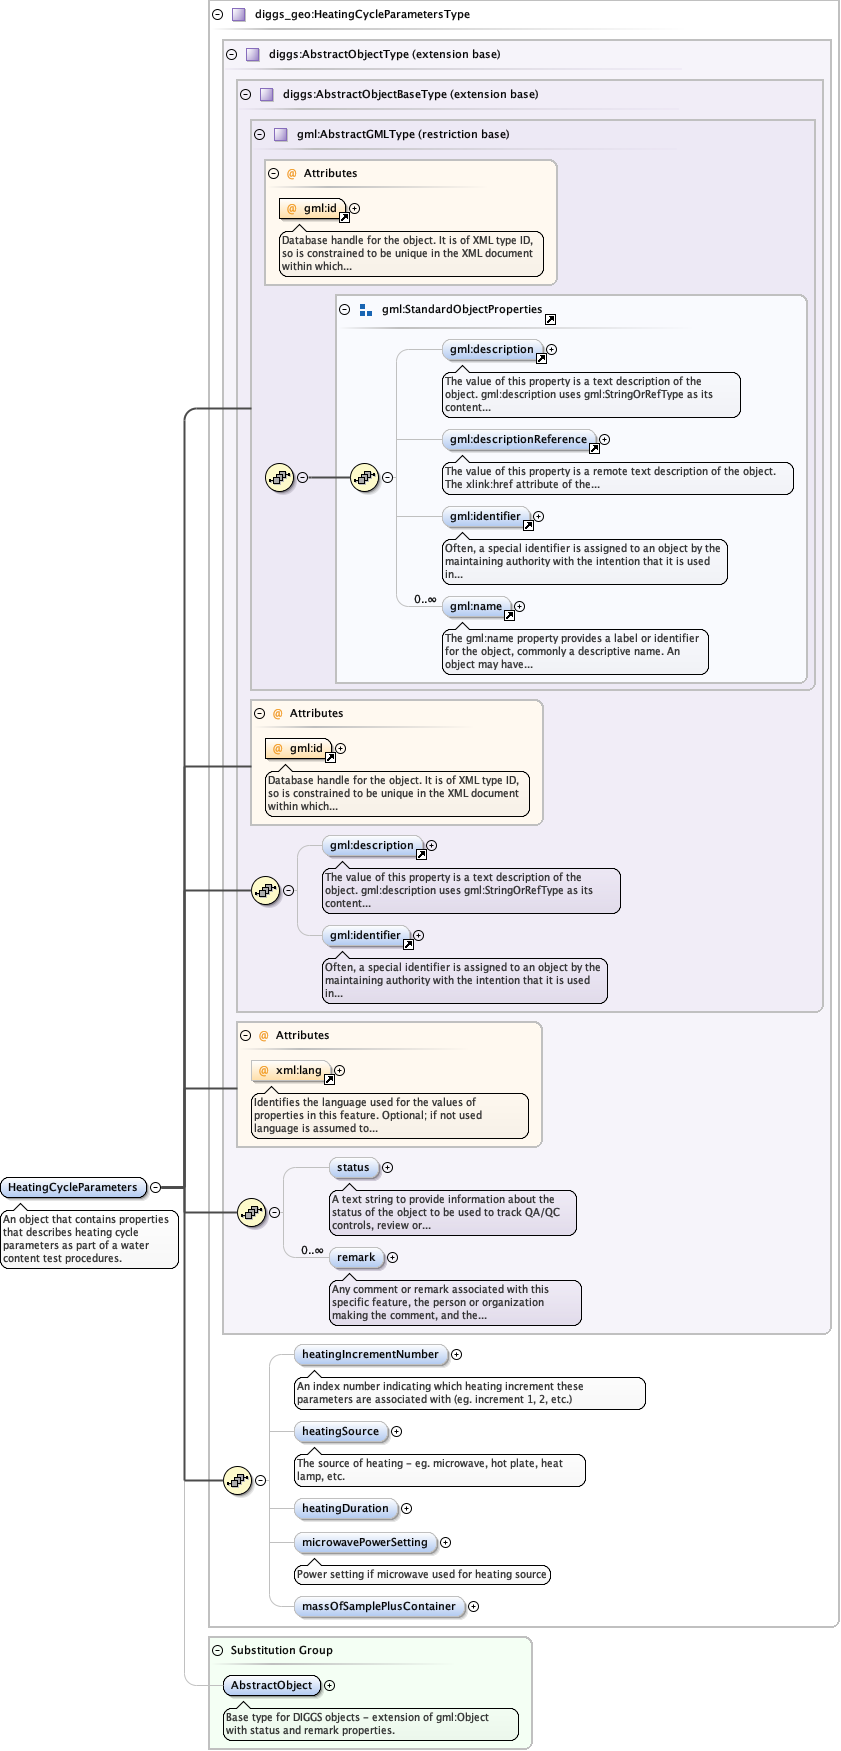 diggs_geo:HeatingCycleParametersType
diggs:AbstractObjectType (extension base)
diggs:AbstractObjectBaseType (extension base)
gml:AbstractGMLType (restriction base)
@ Attributes
@ gml:id
Database handle for the object. It is of XML type ID,
so is constrained to be unique in the XML document
within which...
gml:StandardObjectProperties
gml:description
The value of this property is a text description of the
object. gml:description uses gml:StringOrRefType as its
content...
gml:descriptionReference
The value of this property is a remote text description of the object.
The xlink:href attribute of the...
gml:identifier
Often, a special identifier is assigned to an object by the
maintaining authority with the intention that it is used
in...
0..∞
gml:name
The gml:name property provides a label or identifier
for the object, commonly a descriptive name. An
object may have...
@ Attributes
@ gml:id
Database handle for the object. It is of XML type ID,
so is constrained to be unique in the XML document
within which...
gml:description
The value of this property is a text description of the
object. gml:description uses gml:StringOrRefType as its
content...
gml:identifier
Often, a special identifier is assigned to an object by the
maintaining authority with the intention that it is used
in...
@ Attributes
@ xml:lang
Identifies the language used for the values of
properties in this feature. Optional; if not used
language is assumed to...
HeatingCycleParameters
An object that contains properties
that describes heating cycle
parameters as part of a water
content test procedures.
status
A text string to provide information about the
status of the object to be used to track QA/QC
controls, review or...
0..∞
remark
Any comment or remark associated with this
specific feature, the person or organization
making the comment, and the...
heatingIncrementNumber
An index number indicating which heating increment these
parameters are associated with (eg. increment 1, 2, etc.)
heatingSource
The source of heating - eg. microwave, hot plate, heat
lamp, etc.
heatingDuration
microwavePowerSetting
Power setting if microwave used for heating source
massOfSamplePlusContainer
Substitution Group
AbstractObject
Base type for DIGGS objects - extension of gml:Object
with status and remark properties.